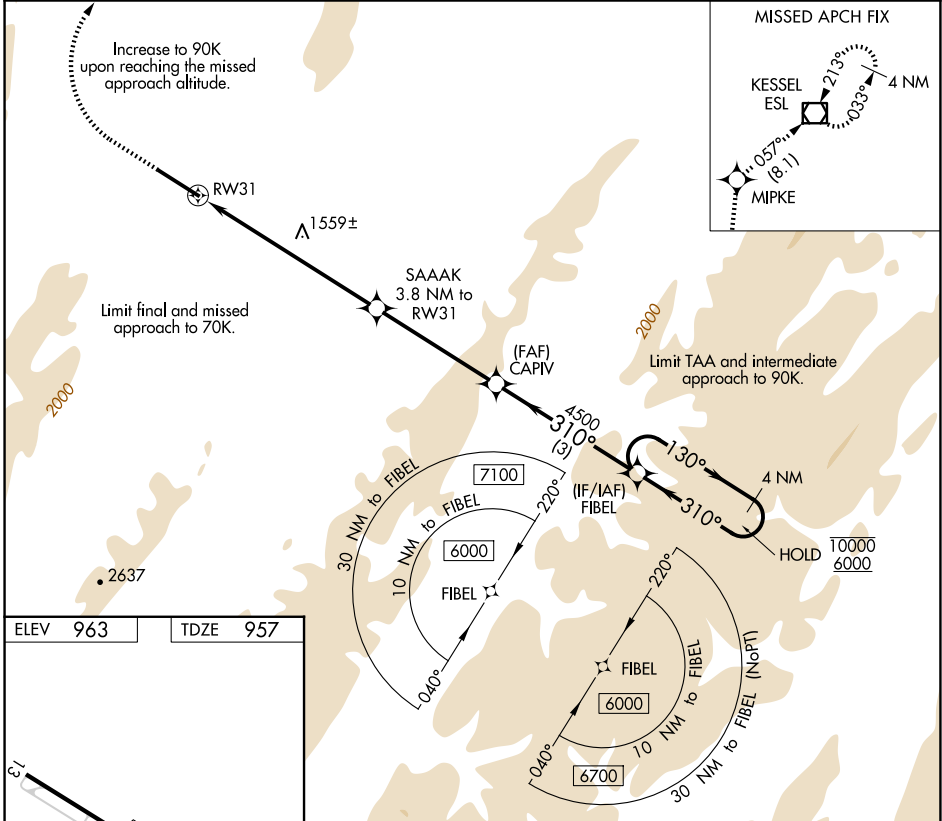 Increase to 90K
upon reaching the missed
approach altitude.
MISSED APCH FIX
KESSEL
ESL
213°
033°
4 NM
057°
(8.1)
MIPKE
RW31
1559±
SAAAK
3.8 NM to
RW31
Limit final and missed
approach to 70K.
2000
2000
(FAF)
CAPIV
Limit TAA and intermediate
approach to 90K.
4500
310°
(3)
(IF/IAF)
FIBEL
130°
310°
4 NM
HOLD
10000
6000
30 NM to FIBEL
7100
10 NM to FIBEL
6000
220°
FIBEL
040°
2637
220°
FIBEL
6000
10 NM to FIBEL
040°
6700
30 NM to FIBEL (NoPT)
ELEV 963
TDZE 957
13